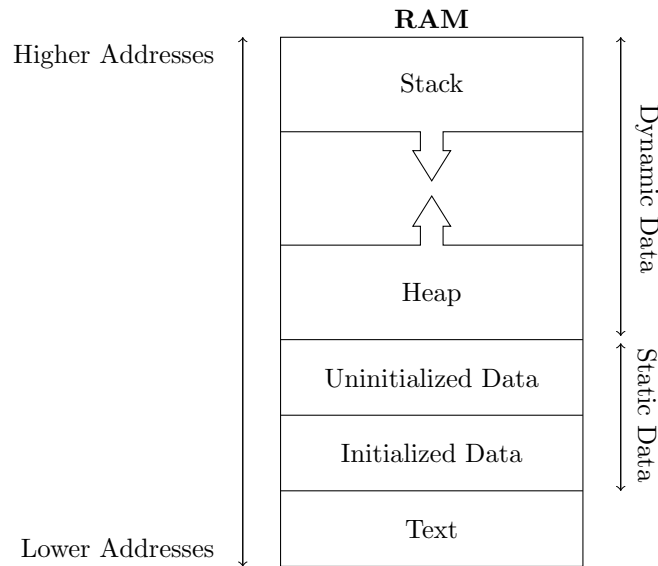 RAM
Higher Addresses
Stack
Dynamic Data
Heap
Uninitialized Data
Static Data
Initialized Data
Text
Lower Addresses